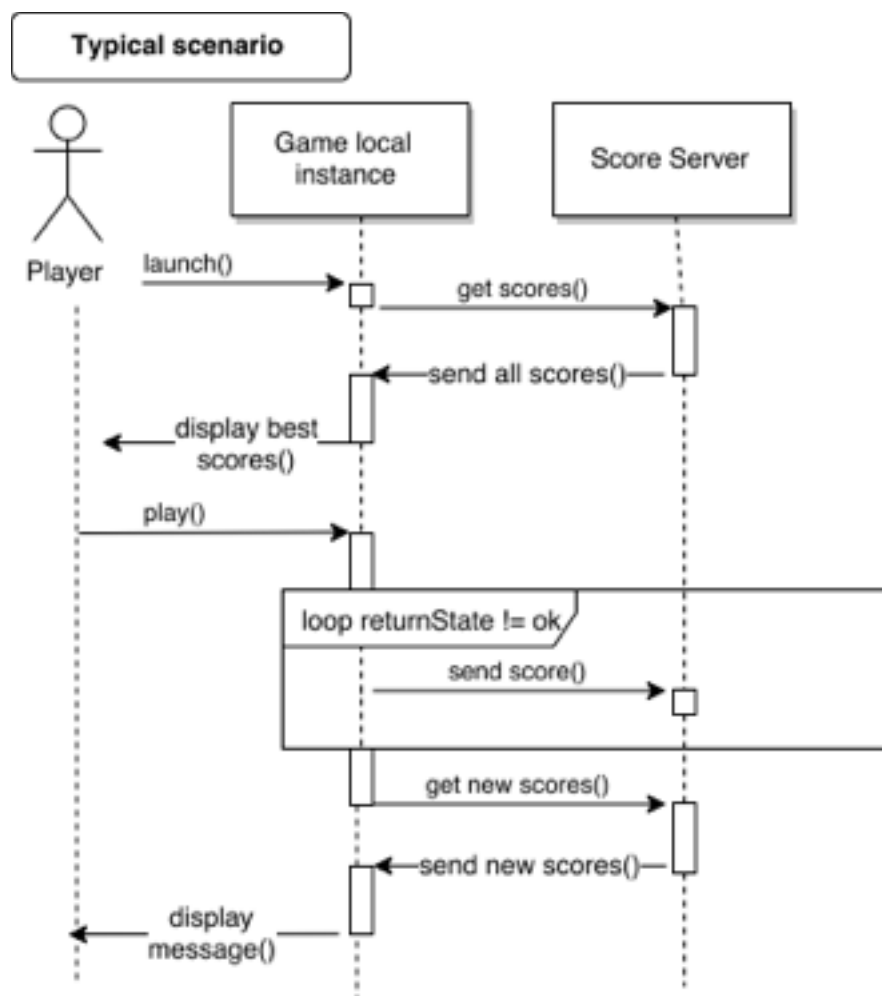 Typical scenario
Game local
instance
Score Server
Player
launch()
get scores()
send all scores()
display best
scores()
play()
loop returnState != ok
send score()
get new scores()
send new scores()
display
message()